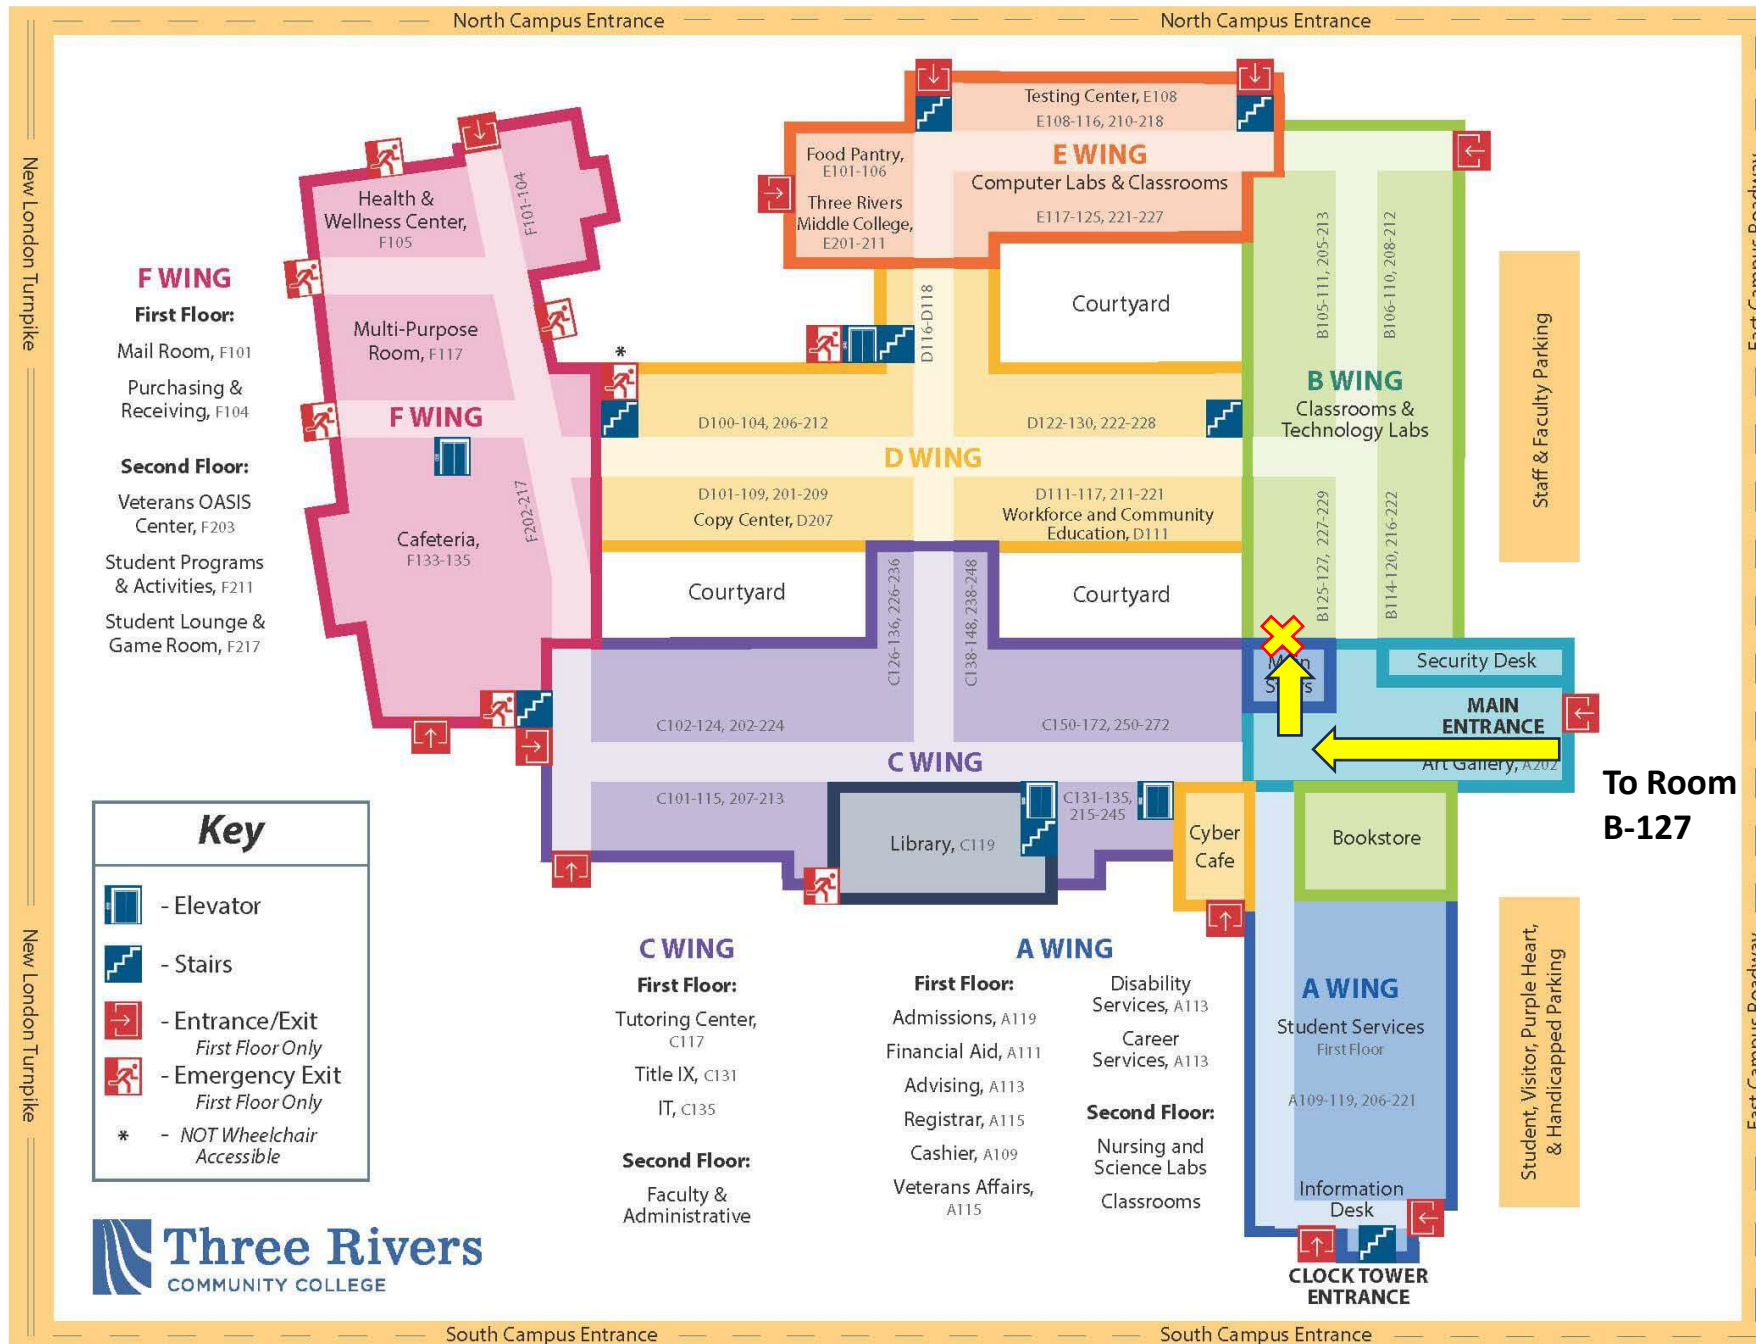 North Campus Entrance
North Campus Entrance
New London Turnpike
New London Turnpike
East Campus Roadway
East Campus Roadway
Testing Center, E108
E108-116, 210-218
E WING
Computer Labs & Classrooms
E117-125, 221-227
Food Pantry,
E101-106
Three Rivers
Middle College,
E201-211
Health &
Wellness Center,
F105
F101-104
Multi-Purpose
Room, F117
F WING
F202-217
Cafeteria,
F133-135
F WING
First Floor:
Mail Room, F101
Purchasing &
Receiving, F104
Second Floor:
Veterans OASIS
Center, F203
Student Programs
& Activities, F211
Student Lounge &
Game Room, F217
Courtyard
D116-D118
*
D100-104, 206-212
D122-130, 222-228
D WING
D101-109, 201-209
Copy Center, D207
D111-117, 211-221
Workforce and Community
Education, D111
B105-111, 205-213
B106-110, 208-212
B WING
Classrooms &
Technology Labs
B125-127, 227-229
B114-120, 216-222
Staff & Faculty Parking
Courtyard
Courtyard
C126-136, 226-236
C138-148, 238-248
Main
Stairs
Security Desk
MAIN
ENTRANCE
Art Gallery, A202
To Room
B-127
C102-124, 202-224
C150-172, 250-272
C WING
C101-115, 207-213
C131-135,
215-245
Library, C119
Cyber
Cafe
Bookstore
Key
- Elevator
- Stairs
- Entrance/Exit
First Floor Only
- Emergency Exit
First Floor Only
* - NOT Wheelchair
Accessible
C WING
First Floor:
Tutoring Center,
C117
Title IX, C131
IT, C135
Second Floor:
Faculty &
Administrative
A WING
First Floor:
Admissions, A119
Financial Aid, A111
Advising, A113
Registrar, A115
Cashier, A109
Veterans Affairs,
A115
Disability
Services, A113
Career
Services, A113
Second Floor:
Nursing and
Science Labs
Classrooms
A WING
Student Services
First Floor
A109-119, 206-221
Information
Desk
CLOCK TOWER
ENTRANCE
Student, Visitor, Purple Heart,
& Handicapped Parking
Three Rivers
COMMUNITY COLLEGE
South Campus Entrance
South Campus Entrance